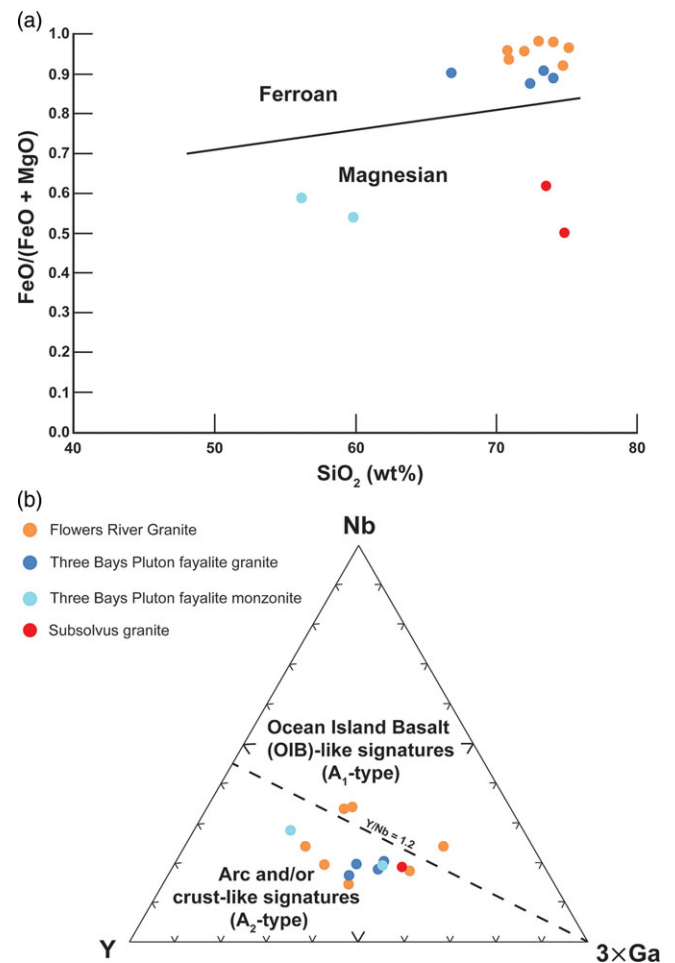 (a)
1.0
0.9
0.8
0.7
0.6
0.5
0.4
0.3
0.2
0.1
0.0
FeO/(FeO + MgO)
Ferroan
Magnesian
40
50
60
70
80
SiO2 (wt%)
(b)
Flowers River Granite
Three Bays Pluton fayalite granite
Three Bays Pluton fayalite monzonite
Subsolvus granite
Nb
Ocean Island Basalt
(OIB)-like signatures
(A1-type)
Y/Nb = 1.2
Arc and/or
crust-like signatures
(A2-type)
Y
3×Ga